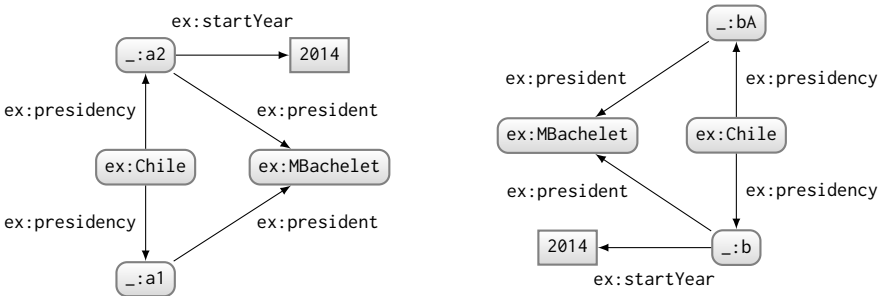 ex:startYear
_:a2
2014
ex:presidency
ex:president
ex:Chile
ex:MBachelet
ex:presidency
ex:president
_:a1
_:bA
ex:president
ex:presidency
ex:MBachelet
ex:Chile
ex:president
ex:presidency
2014
_:b
ex:startYear